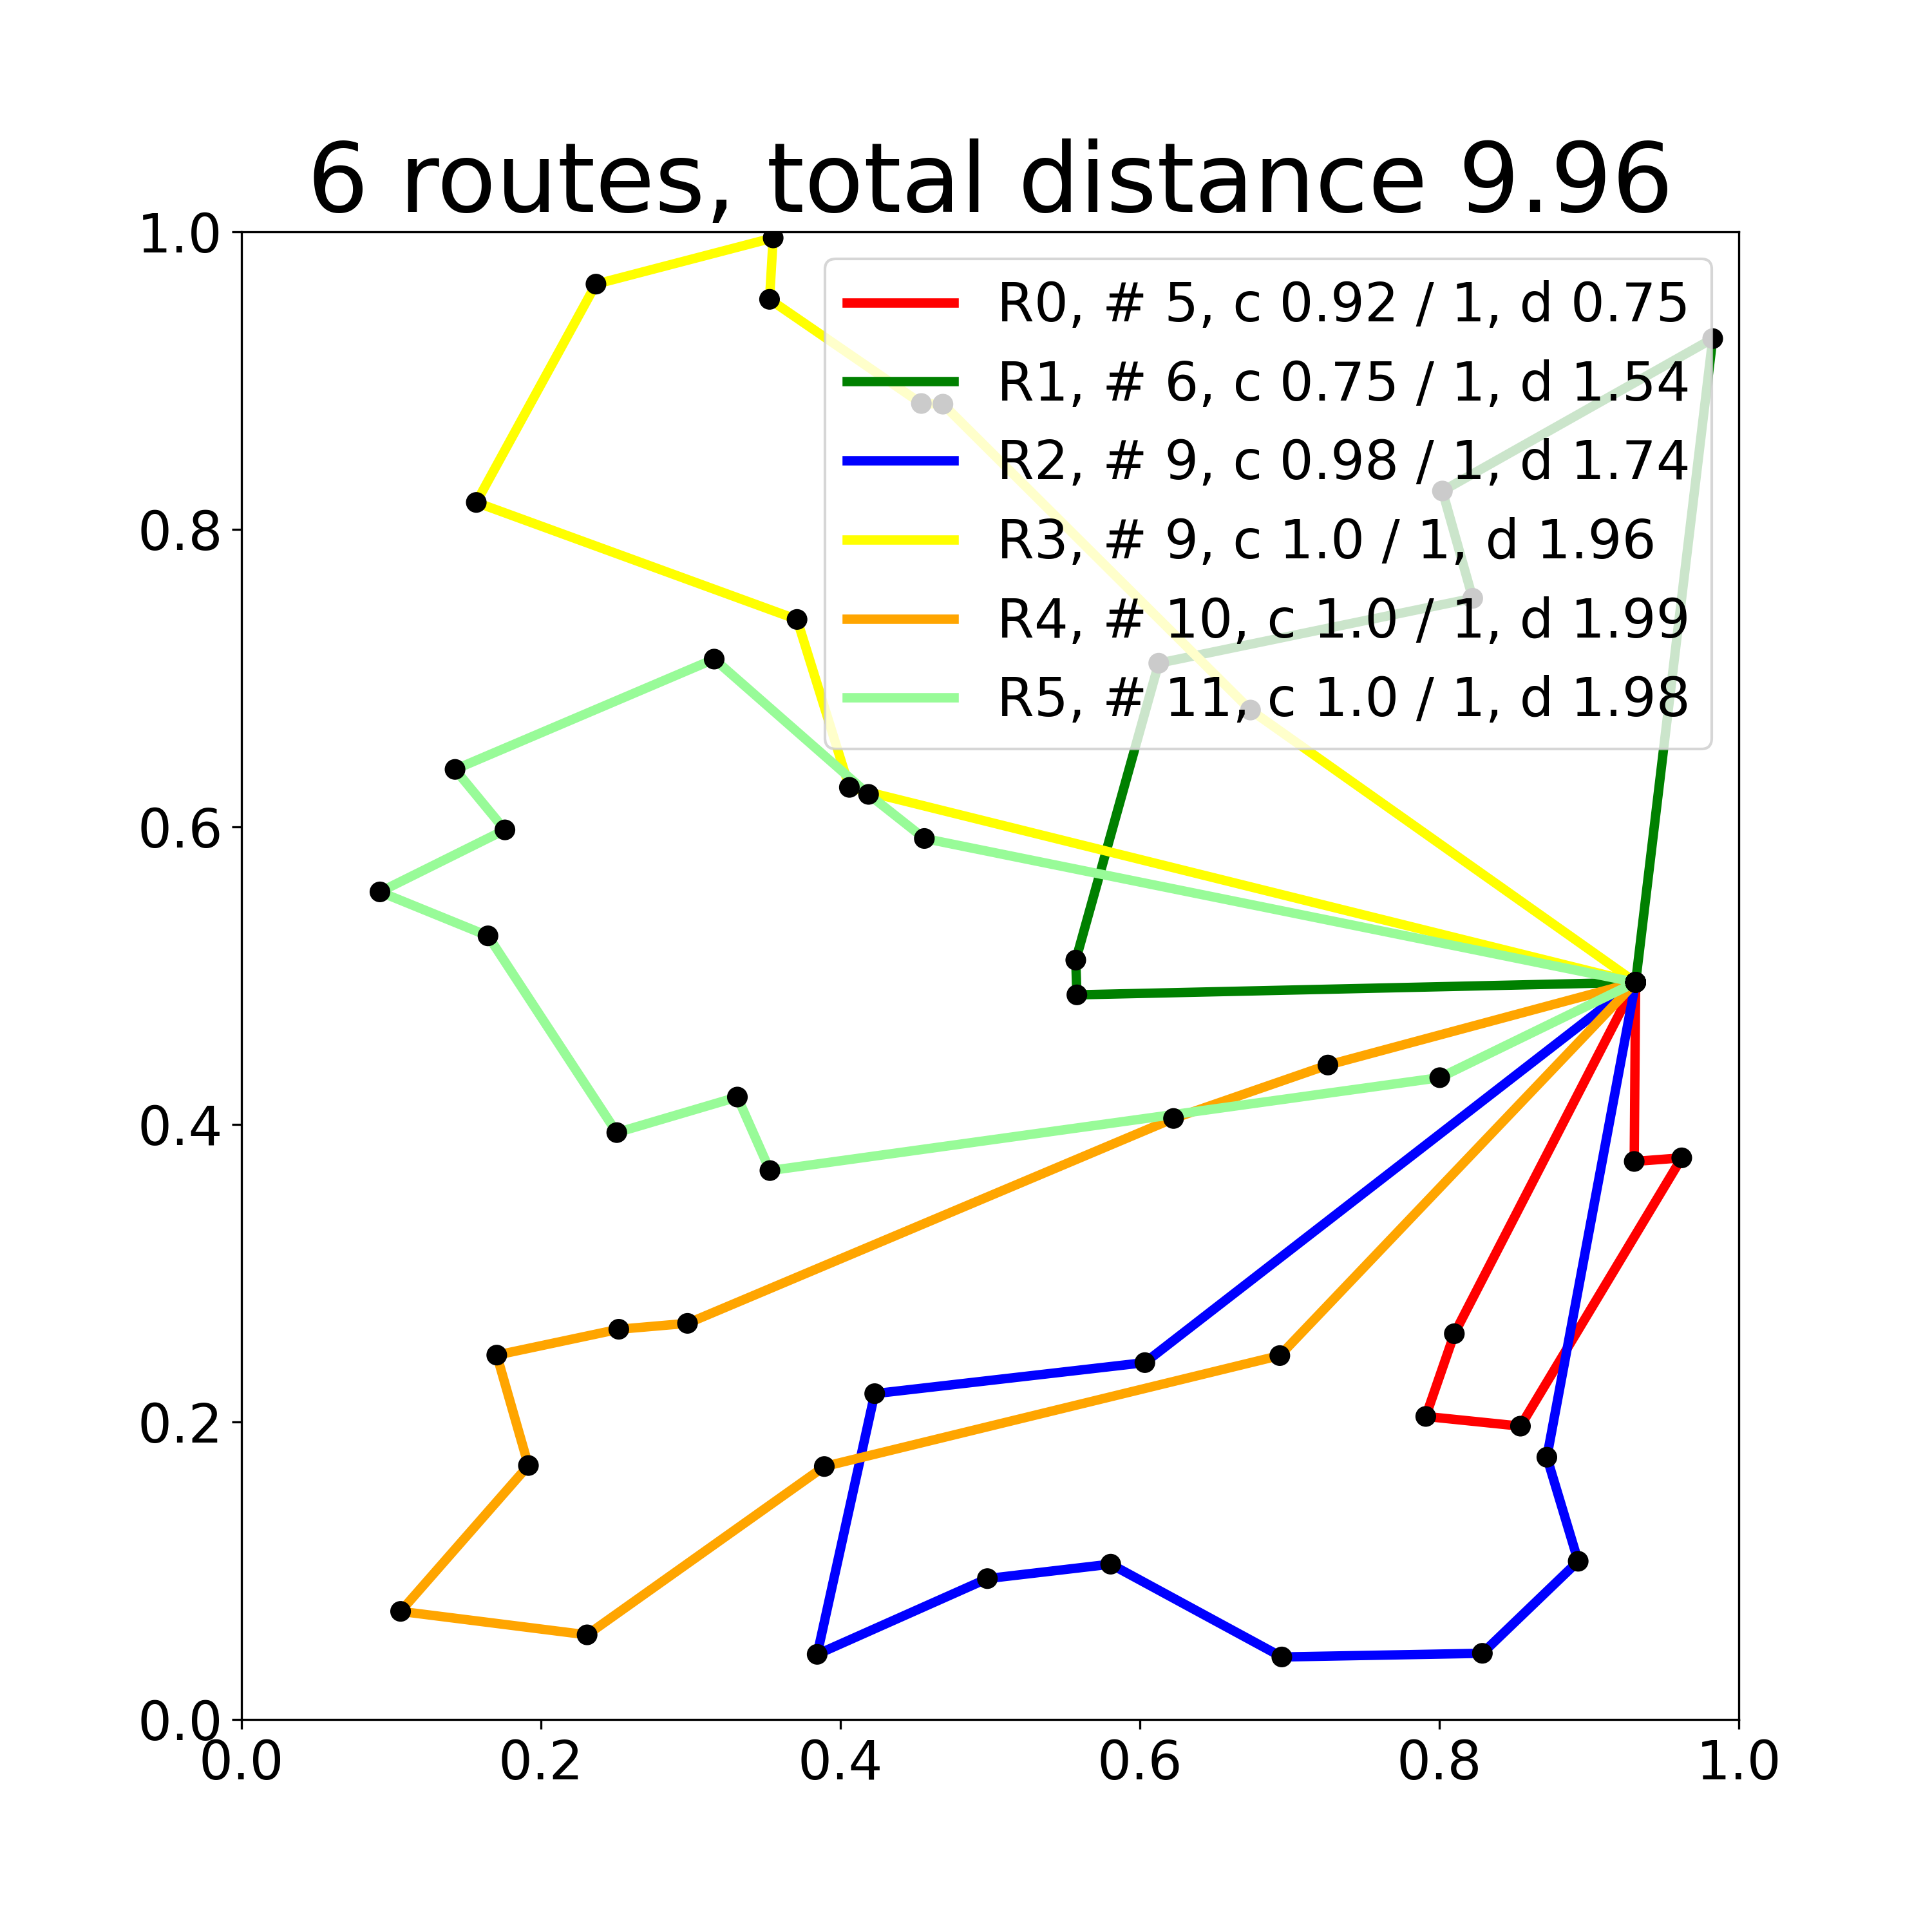 6 routes, total distance 9.96
1.0
0.8
0.6
0.4
0.2
0.0
R0, # 5, c 0.92 / 1, d 0.75
R1, # 6, c 0.75 / 1, d 1.54
R2, # 9, c 0.98 / 1, d 1.74
R3, # 9, c 1.0 / 1, d 1.96
R4, # 10, c 1.0 / 1, d 1.99
R5, # 11, c 1.0 / 1, d 1.98
0.0 0.2 0.4 0.6 0.8 1.0